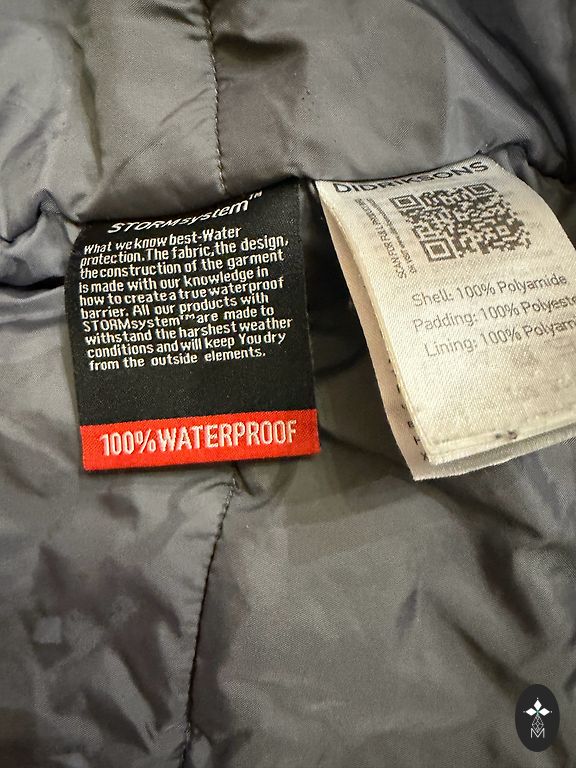 STORMsystem™
What we know best-Water
protection. The fabric, the design,
the construction of the garment
is made with our knowledge in
how to create a true waterproof
barrier. All our products with
STORMsystem™ are made to
withstand the harshest weather
conditions and will keep You dry
from the outside elements.
100% WATERPROOF
DIDRIKSONS
Shell: 100% Polyamide
Padding: 100% Polyest
Lining: 100% Polyam
M